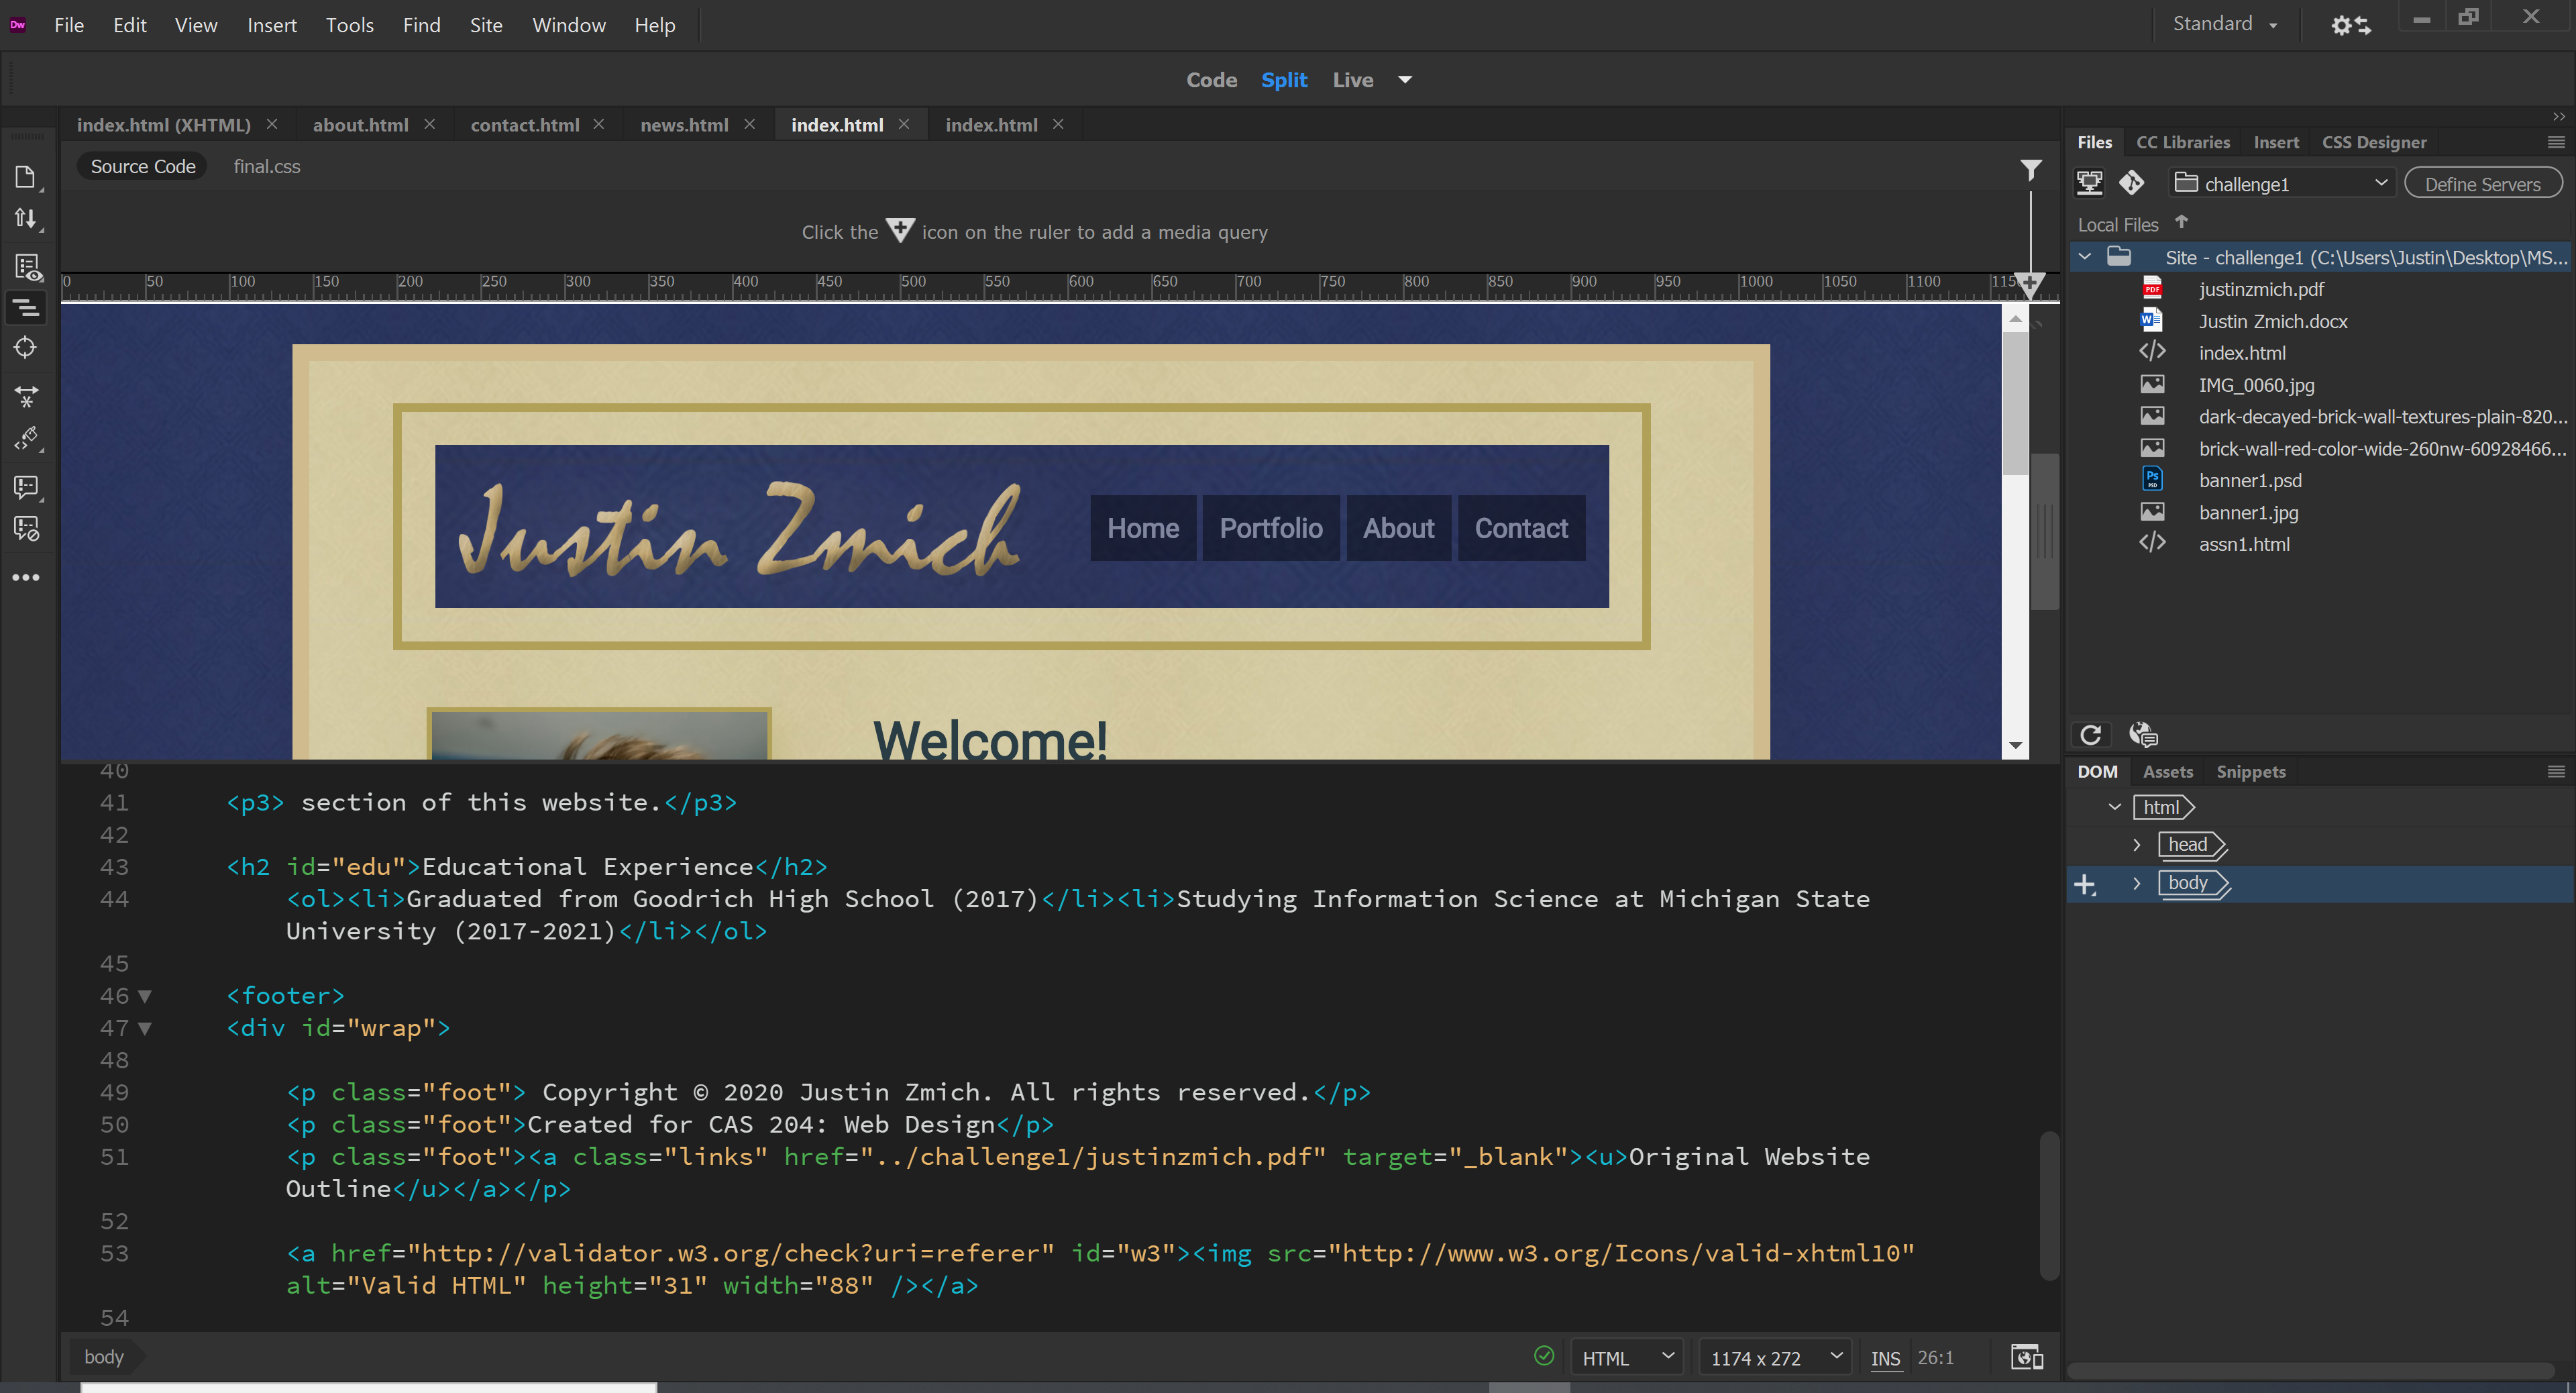 Dw File Edit View Insert Tools Find Site Window Help Standard
Code Split Live
index.html (XHTML) about.html contact.html news.html index.html index.html
Source Code final.css
Click the icon on the ruler to add a media query
0 50 100 150 200 250 300 350 400 450 500 550 600 650 700 750 800 850 900 950 1000 1050 1100
Justin Zmich
Home Portfolio About Contact
Welcome!
40
41 <p3> section of this website.</p3>
42
43 <h2 id="edu">Educational Experience</h2>
44 <ol><li>Graduated from Goodrich High School (2017)</li><li>Studying Information Science at Michigan State
University (2017-2021)</li></ol>
45
46 <footer>
47 <div id="wrap">
48
49 <p class="foot"> Copyright © 2020 Justin Zmich. All rights reserved.</p>
50 <p class="foot">Created for CAS 204: Web Design</p>
51 <p class="foot"><a class="links" href="../challenge1/justinzmich.pdf" target="_blank"><u>Original Website
Outline</u></a></p>
52
53 <a href="http://validator.w3.org/check?uri=referer" id="w3"><img src="http://www.w3.org/Icons/valid-xhtml10"
alt="Valid HTML" height="31" width="88" /></a>
54
body HTML 1174 x 272 INS 26:1
Files CC Libraries Insert CSS Designer
challenge1 Define Servers
Local Files
Site - challenge1 (C:\Users\Justin\Desktop\MS...
PDF justinzmich.pdf
W Justin Zmich.docx
index.html
IMG_0060.jpg
dark-decayed-brick-wall-textures-plain-820...
brick-wall-red-color-wide-260nw-60928466...
Ps PSD banner1.psd
banner1.jpg
assn1.html
DOM Assets Snippets
html
head
body